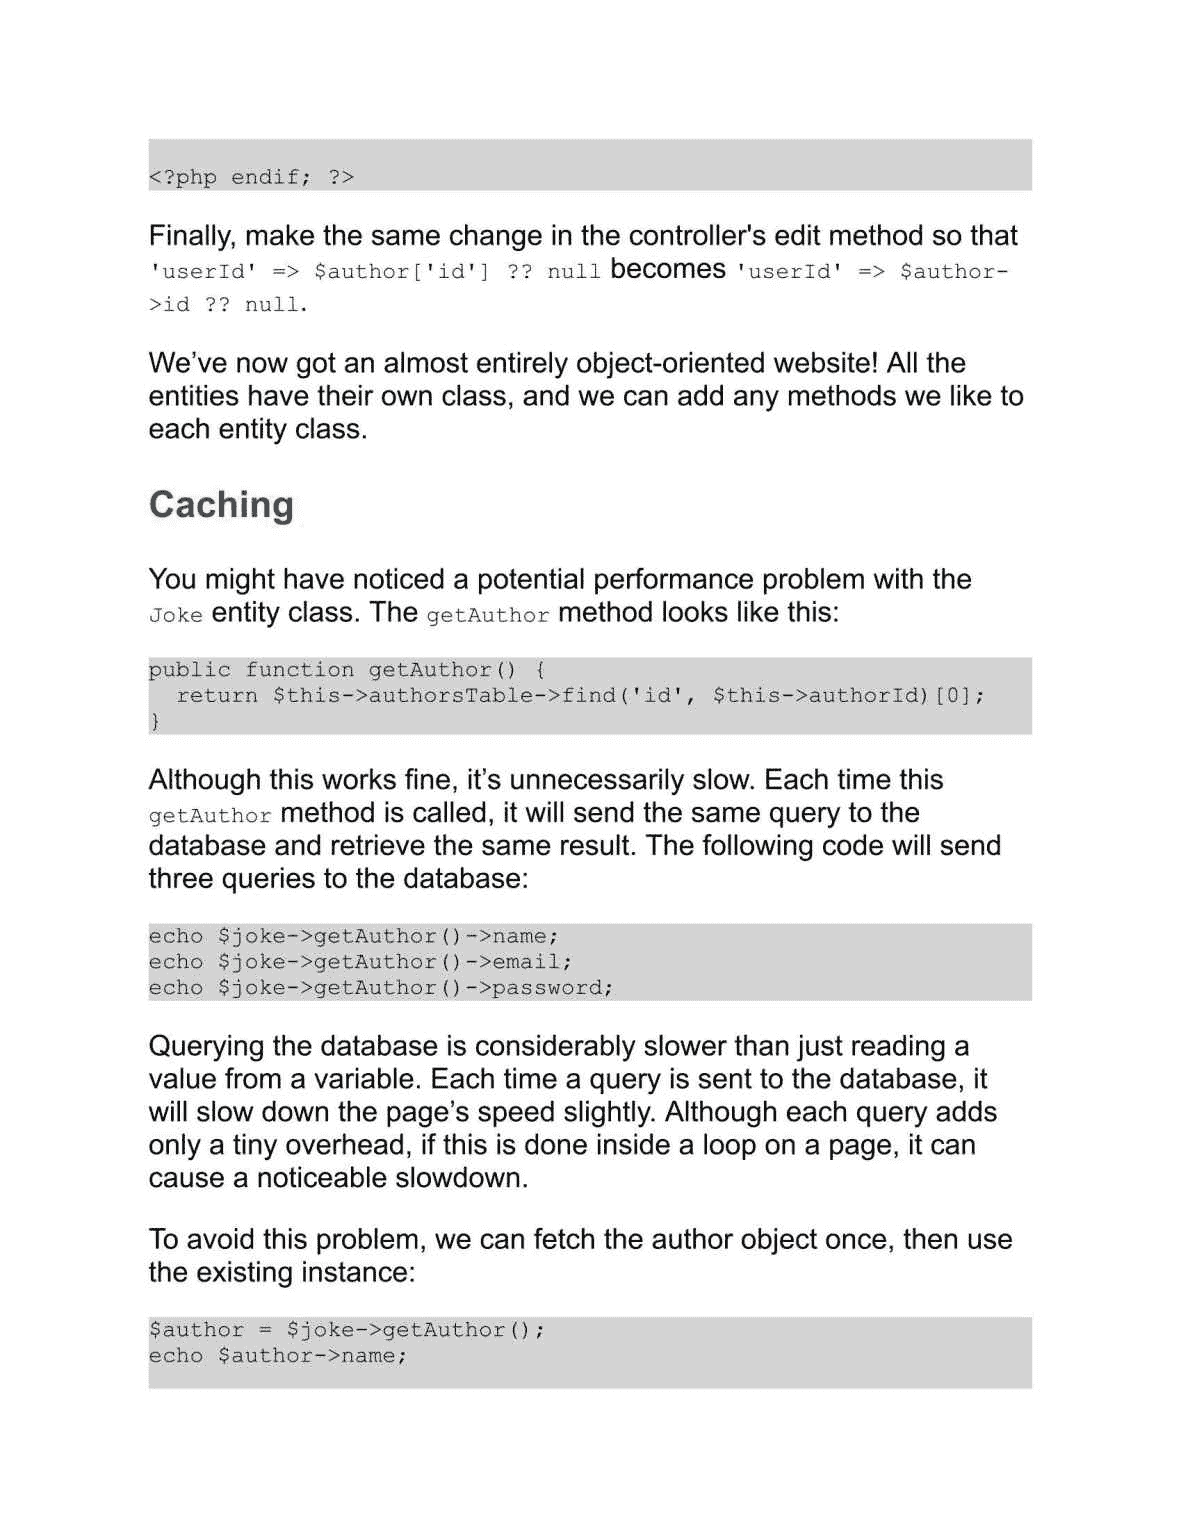 <?php endif; ?>
Finally, make the same change in the controller's edit method so that
'userId' => $author['id'] ?? null becomes 'userId' => $author-
>id ?? null.
We’ve now got an almost entirely object-oriented website! All the
entities have their own class, and we can add any methods we like to
each entity class.
Caching
You might have noticed a potential performance problem with the
Joke entity class. The getAuthor method looks like this:
public function getAuthor() {
  return $this->authorsTable->find('id', $this->authorId)[0];
}
Although this works fine, it’s unnecessarily slow. Each time this
getAuthor method is called, it will send the same query to the
database and retrieve the same result. The following code will send
three queries to the database:
echo $joke->getAuthor()->name;
echo $joke->getAuthor()->email;
echo $joke->getAuthor()->password;
Querying the database is considerably slower than just reading a
value from a variable. Each time a query is sent to the database, it
will slow down the page’s speed slightly. Although each query adds
only a tiny overhead, if this is done inside a loop on a page, it can
cause a noticeable slowdown.
To avoid this problem, we can fetch the author object once, then use
the existing instance:
$author = $joke->getAuthor();
echo $author->name;